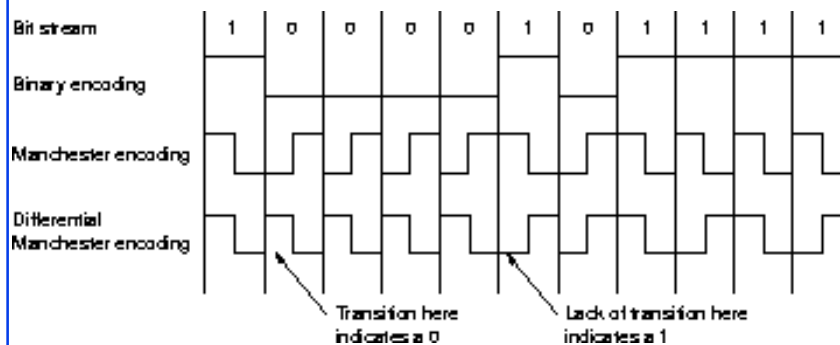 Bit stream 1 0 0 0 0 1 0 1 1 1 1
Binary encoding
Manchester encoding
Differential
Manchester encoding
Transition here
indicates a 0
Lack of transition here
indicates a 1